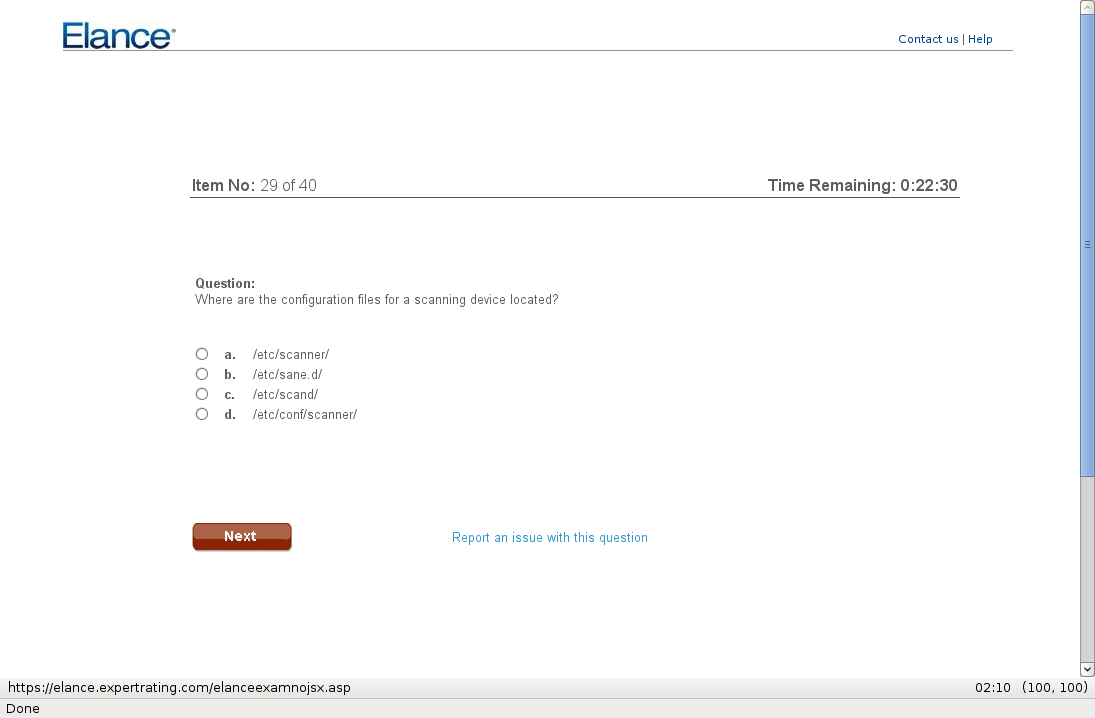 Elance®
Contact us | Help
Item No: 29 of 40 Time Remaining: 0:22:30
Question:
Where are the configuration files for a scanning device located?
a. /etc/scanner/
b. /etc/sane.d/
c. /etc/scand/
d. /etc/conf/scanner/
Next Report an issue with this question
https://elance.expertrating.com/elanceexamnojsx.asp 02:10 (100, 100)
Done